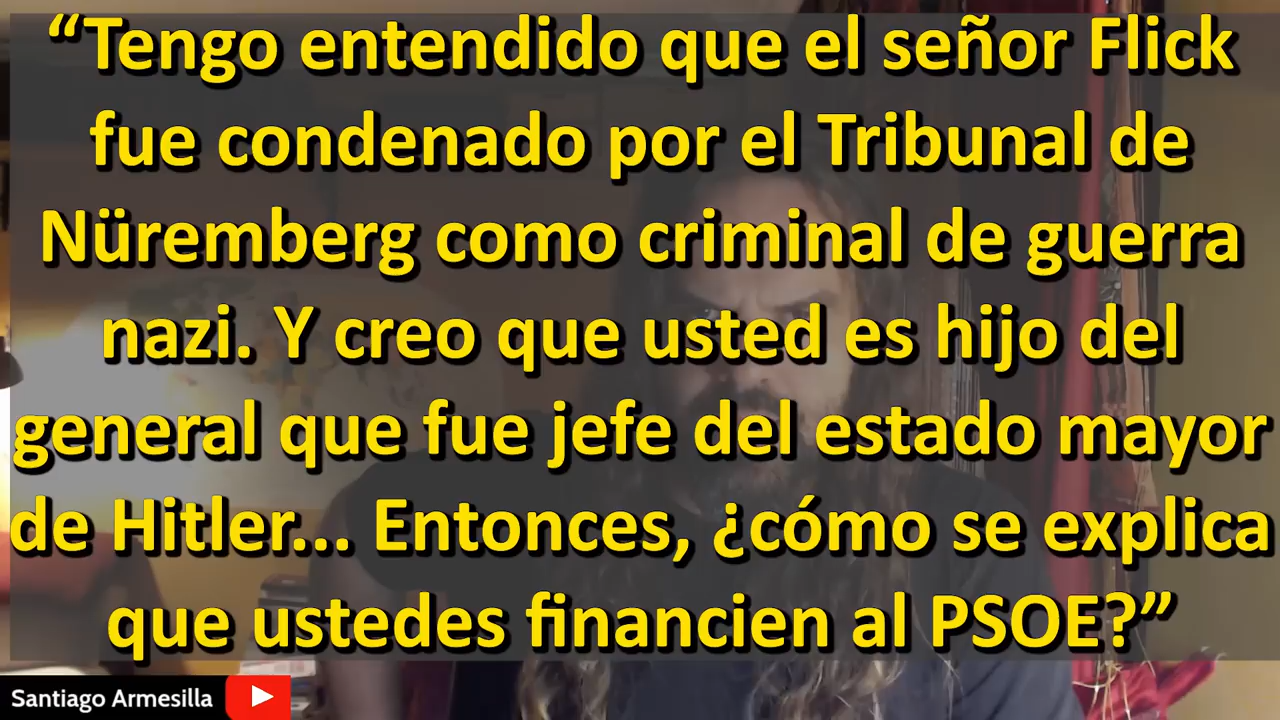 “Tengo entendido que el señor Flick
fue condenado por el Tribunal de
Nüremberg como criminal de guerra
nazi. Y creo que usted es hijo del
general que fue jefe del estado mayor
de Hitler... Entonces, ¿cómo se explica
que ustedes financien al PSOE?”
Santiago Armesilla